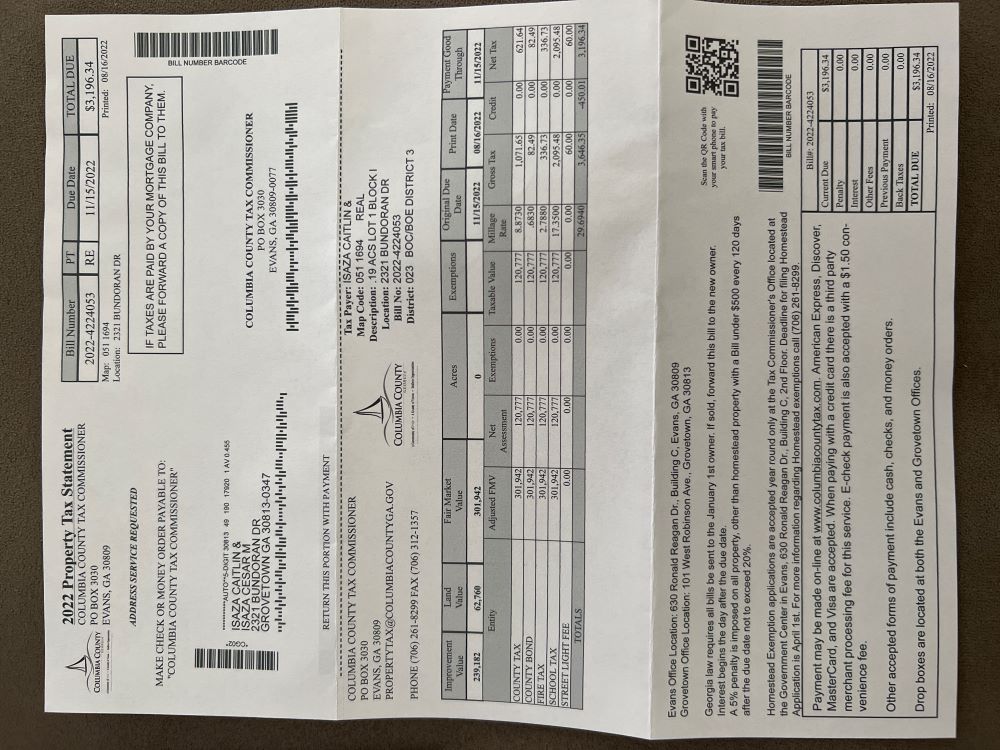 2022 Property Tax Statement
COLUMBIA COUNTY TAX COMMISSIONER
PO BOX 3030
EVANS, GA 30809
COLUMBIA COUNTY
ADDRESS SERVICE REQUESTED
Bill Number PT Due Date TOTAL DUE
2022-4224053 RE 11/15/2022 $3,196.34
Map: 051 1694 Printed: 08/16/2022
Location: 2321 BUNDORAN DR
MAKE CHECK OR MONEY ORDER PAYABLE TO:
"COLUMBIA COUNTY TAX COMMISSIONER"
IF TAXES ARE PAID BY YOUR MORTGAGE COMPANY,
PLEASE FORWARD A COPY OF THIS BILL TO THEM.
BILL NUMBER BARCODE
*CG02*
ISAZA CAITLIN &
ISAZA CESAR M
2321 BUNDORAN DR
GROVETOWN GA 30813-0347
COLUMBIA COUNTY TAX COMMISSIONER
PO BOX 3030
EVANS, GA 30809-0077
RETURN THIS PORTION WITH PAYMENT
COLUMBIA COUNTY TAX COMMISSIONER
PO BOX 3030
EVANS, GA 30809
PROPERTYTAX@COLUMBIACOUNTYGA.GOV
PHONE (706) 261-8299 FAX (706) 312-1357
COLUMBIA COUNTY
Tax Payer: ISAZA CAITLIN &
Map Code: 051 1694 REAL
Description: .19 ACS LOT 1 BLOCK I
Location: 2321 BUNDORAN DR
Bill No: 2022-4224053
District: 023 BOC/BOE DISTRICT 3
Improvement Value Land Value Fair Market Value Acres Exemptions Original Due Date Print Date Payment Good Through
239,182 62,760 301,942 0 11/15/2022 08/16/2022 11/15/2022
Entity Adjusted FMV Net Assessment Exemptions Taxable Value Millage Rate Gross Tax Credit Net Tax
COUNTY TAX 301,942 120,777 0.00 120,777 8.8730 1,071.65 0.00 621.64
COUNTY BOND 301,942 120,777 0.00 120,777 .6830 82.49 0.00 82.49
FIRE TAX 301,942 120,777 0.00 120,777 2.7880 336.73 0.00 336.73
SCHOOL TAX 301,942 120,777 0.00 120,777 17.3500 2,095.48 0.00 2,095.48
STREET LIGHT FEE 0.00 0.00 0.00 0.00 0.00 60.00 0.00 60.00
TOTALS 29.6940 3,646.35 -450.01 3,196.34
Evans Office Location: 630 Ronald Reagan Dr., Building C, Evans, GA 30809
Grovetown Office Location: 101 West Robinson Ave., Grovetown, GA 30813
Georgia law requires all bills be sent to the January 1st owner. If sold, forward this bill to the new owner.
Interest begins the day after the due date.
A 5% penalty is imposed on all property, other than homestead property with a Bill under $500 every 120 days
after the due date not to exceed 20%.
Homestead Exemption applications are accepted year round only at the Tax Commissioner's Office located at
the Government Center in Evans, 630 Ronald Reagan Dr., Building C, 2nd Floor. Deadline for filing Homestead
Application is April 1st. For more information regarding Homestead exemptions call (706) 261-8299
Payment may be made on-line at www.columbiacountytax.com. American Express, Discover,
MasterCard, and Visa are accepted. When paying with a credit card there is a third party
merchant processing fee for this service. E-check payment is also accepted with a $1.50 con-
venience fee.
Other accepted forms of payment include cash, checks, and money orders.
Drop boxes are located at both the Evans and Grovetown Offices.
Scan the QR Code with
your smart phone to pay
your tax bill.
BILL NUMBER BARCODE
Bill#: 2022-4224053
Current Due $3,196.34
Penalty 0.00
Interest 0.00
Other Fees 0.00
Previous Payment 0.00
Back Taxes 0.00
TOTAL DUE $3,196.34
Printed: 08/16/2022